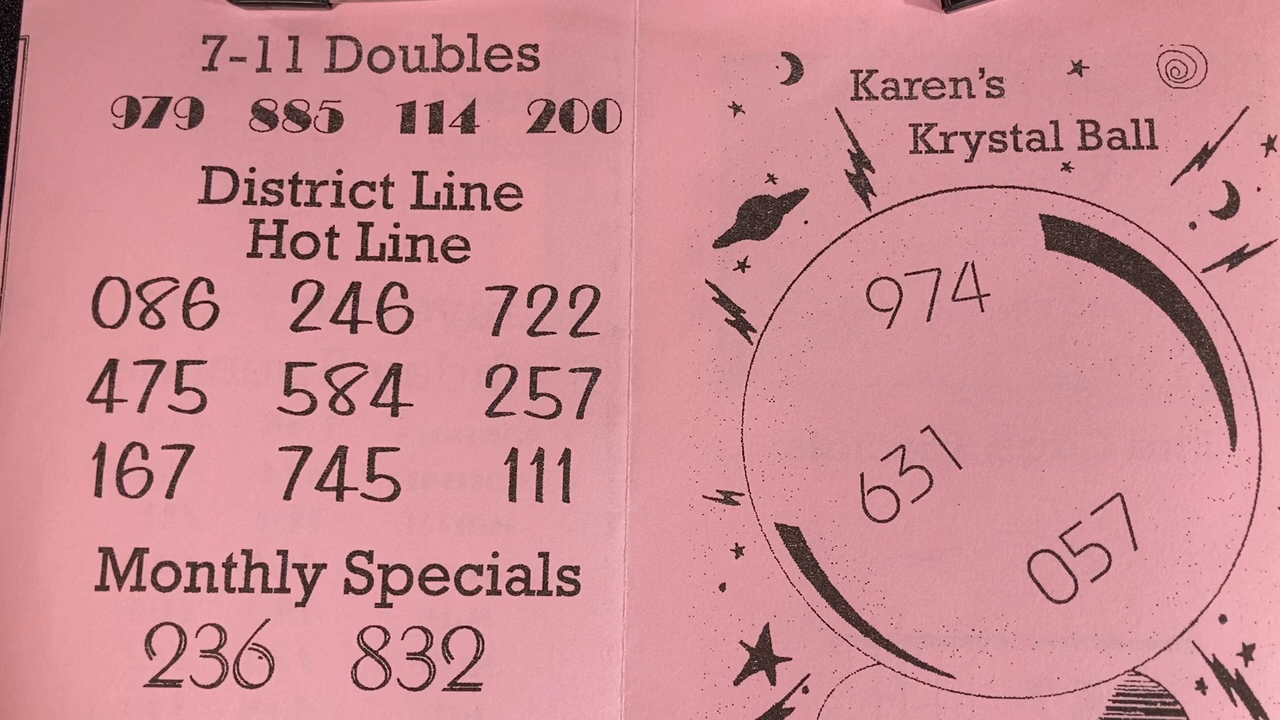 7-11 Doubles
979 885 114 200
District Line
Hot Line
086 246 722
475 584 257
167 745 111
Monthly Specials
236 832
Karen's
Krystal Ball
974
631
057